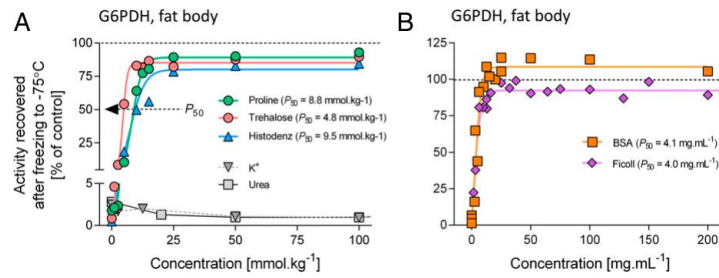 G6PDH, fat body
A
Activity recovered
after freezing to -75°C
[% of control]
100
75
50
25
5
0
P50
Proline (P50 = 8.8 mmol.kg-1)
Trehalose (P50 = 4.8 mmol.kg-1)
Histodenz (P50 = 9.5 mmol.kg-1)
K+
Urea
0 25 50 75 100
Concentration [mmol.kg-1]
G6PDH, fat body
B
125
100
75
50
25
0
BSA (P50 = 4.1 mg.mL-1)
Ficoll (P50 = 4.0 mg.mL-1)
0 50 100 150 200
Concentration [mg.mL-1]